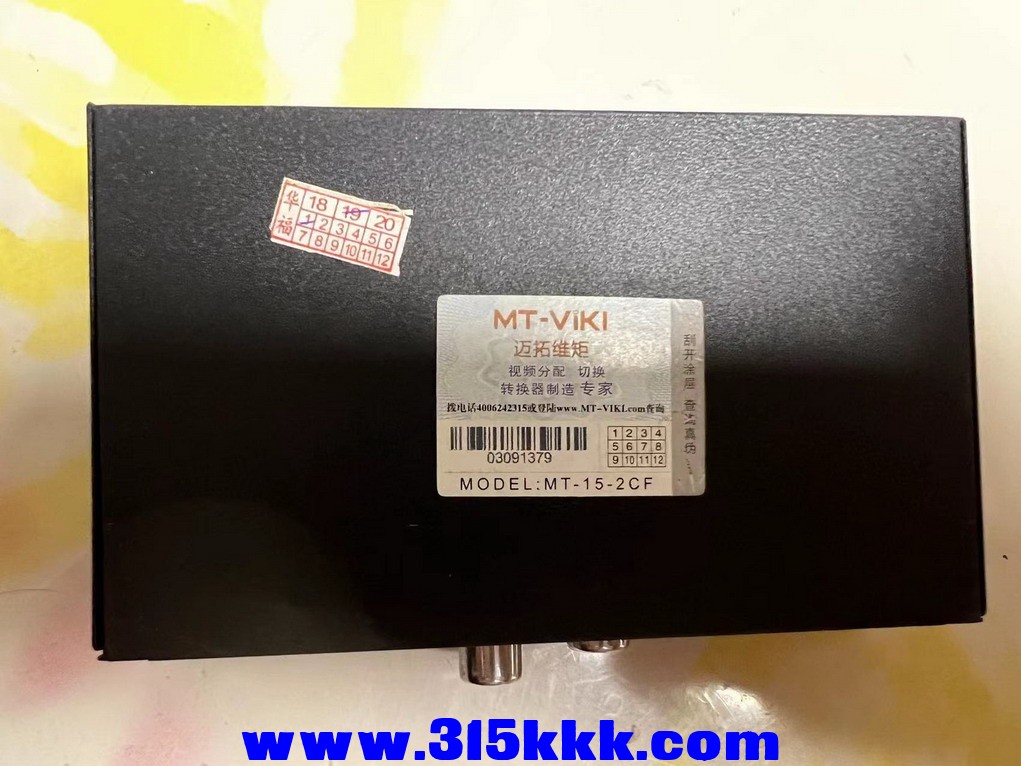 华福
18 19 20
1 2 3 4 5 6
7 8 9 10 11 12
MT-ViKI
迈拓维矩
视频分配 切换
转换器制造 专家
拨电话4006242315或登陆www.MT-VIKI.com查询
03091379
1 2 3 4
5 6 7 8
9 10 11 12
MODEL:MT-15-2CF
刮开涂层 查找真伪
www.315kkk.com